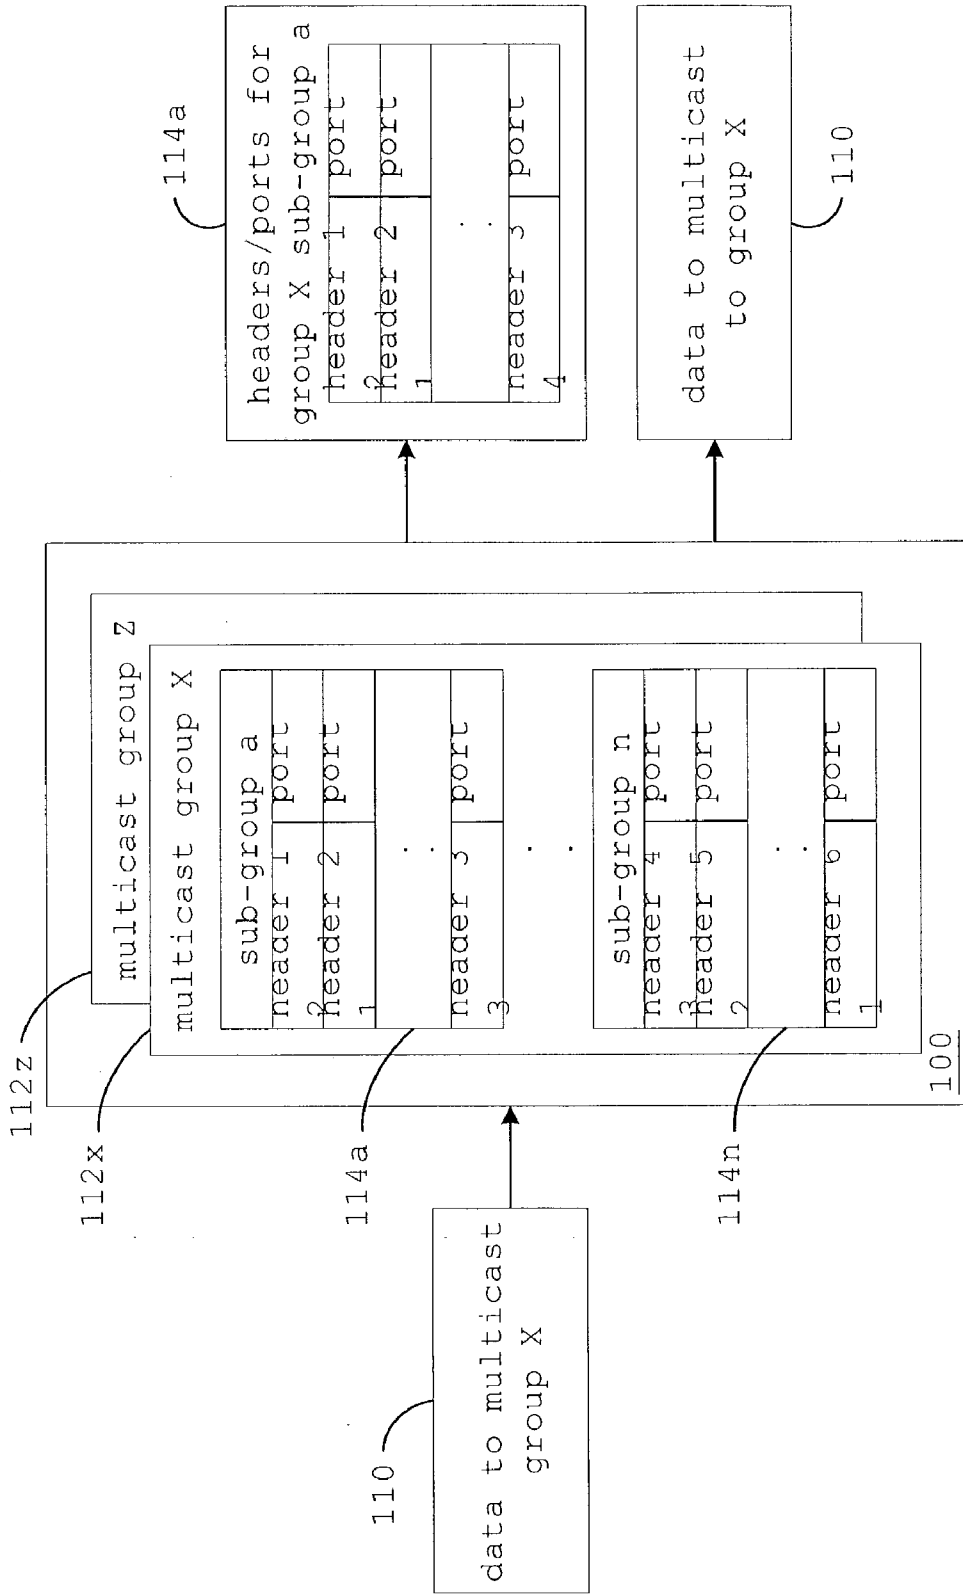 110
data to multicast
group X
112z
112x
114a
114n
multicast group Z
multicast group X
sub-group a
header 1 port
2
header 2 port
1
. .
header 3 port
3
. .
sub-group n
header 4 port
3
header 5 port
2
. .
header 6 port
1
100
114a
headers/ports for
group X sub-group a
header 1 port
2
header 2 port
1
. .
header 3 port
4
data to multicast
to group X
110